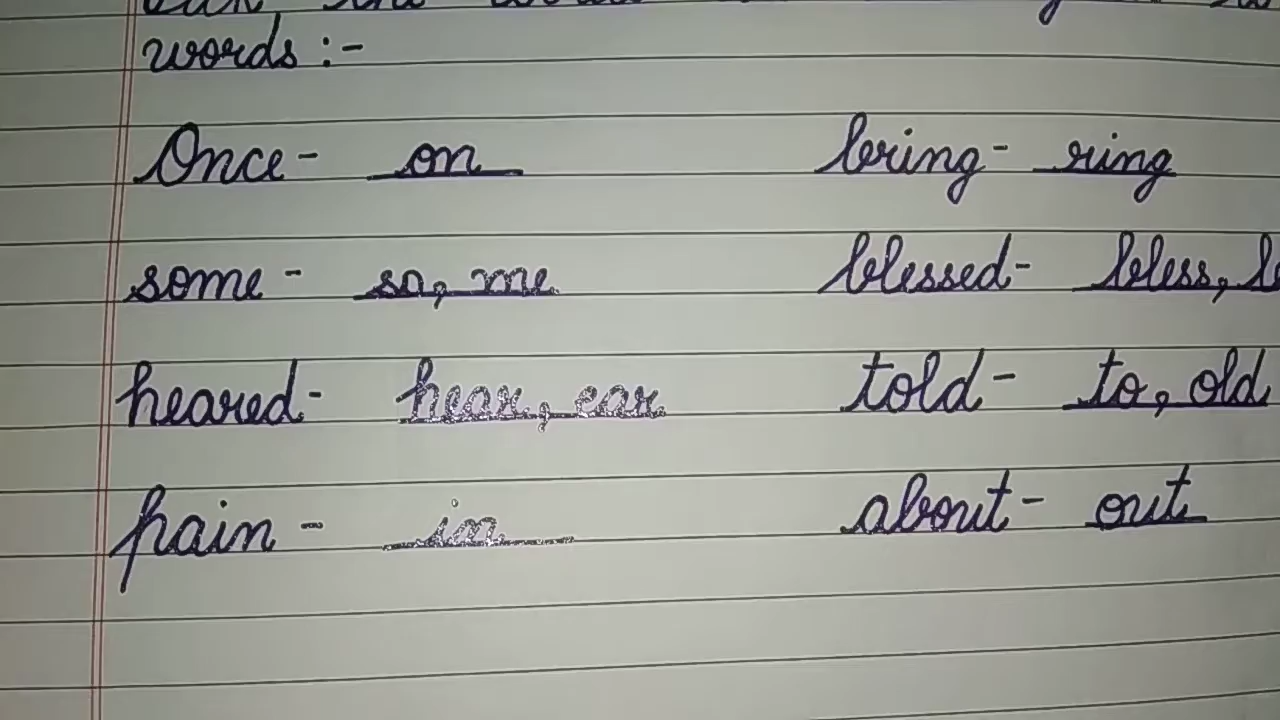 words :-
Once - on bring - ring
some - so, me blessed - bless,
heared - hear, ear told - to, old
pain - in about - out